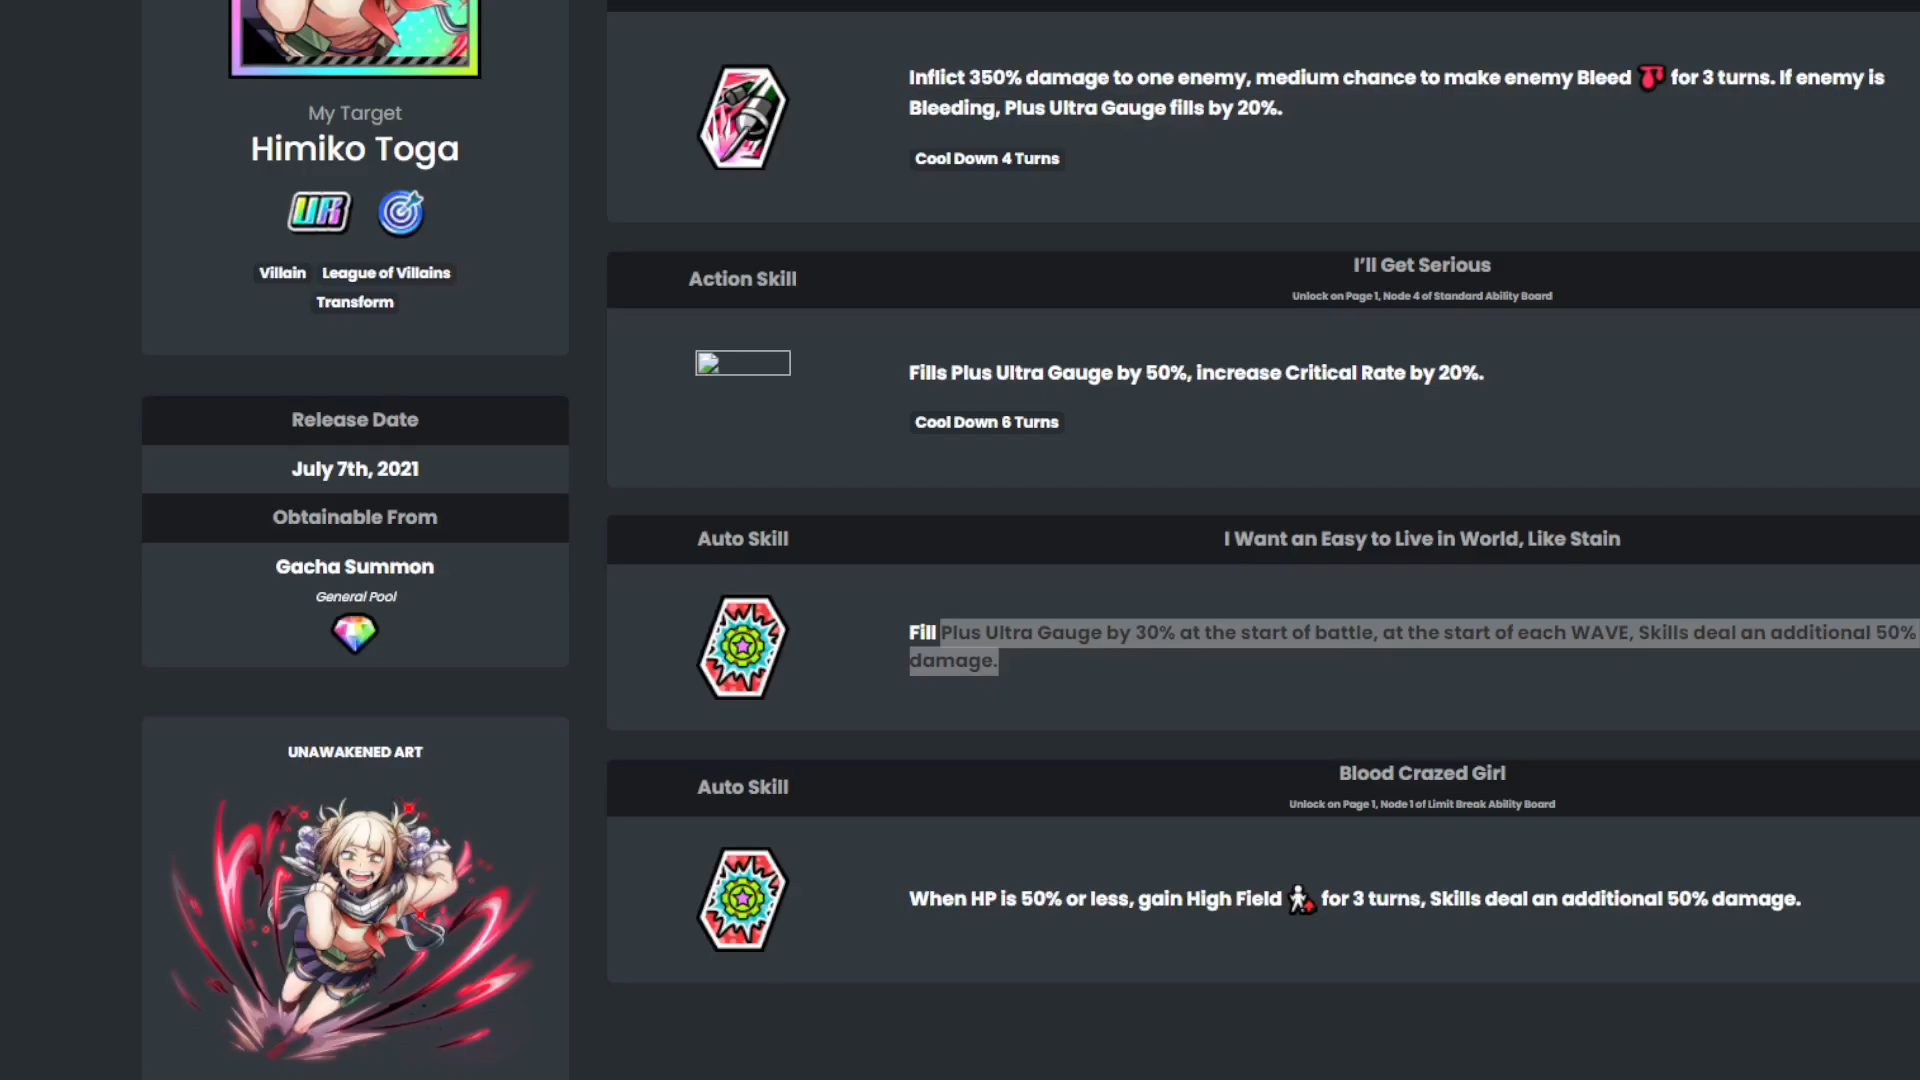 My Target
Himiko Toga
UR
Villain League of Villains
Transform
Release Date
July 7th, 2021
Obtainable From
Gacha Summon
General Pool
UNAWAKENED ART
Inflict 350% damage to one enemy, medium chance to make enemy Bleed for 3 turns. If enemy is
Bleeding, Plus Ultra Gauge fills by 20%.
Cool Down 4 Turns
Action Skill
I'll Get Serious
Unlock on Page 1, Node 4 of Standard Ability Board
Fills Plus Ultra Gauge by 50%, increase Critical Rate by 20%.
Cool Down 6 Turns
Auto Skill
I Want an Easy to Live in World, Like Stain
Fill Plus Ultra Gauge by 30% at the start of battle, at the start of each WAVE, Skills deal an additional 50%
damage.
Auto Skill
Blood Crazed Girl
Unlock on Page 1, Node 1 of Limit Break Ability Board
When HP is 50% or less, gain High Field for 3 turns, Skills deal an additional 50% damage.